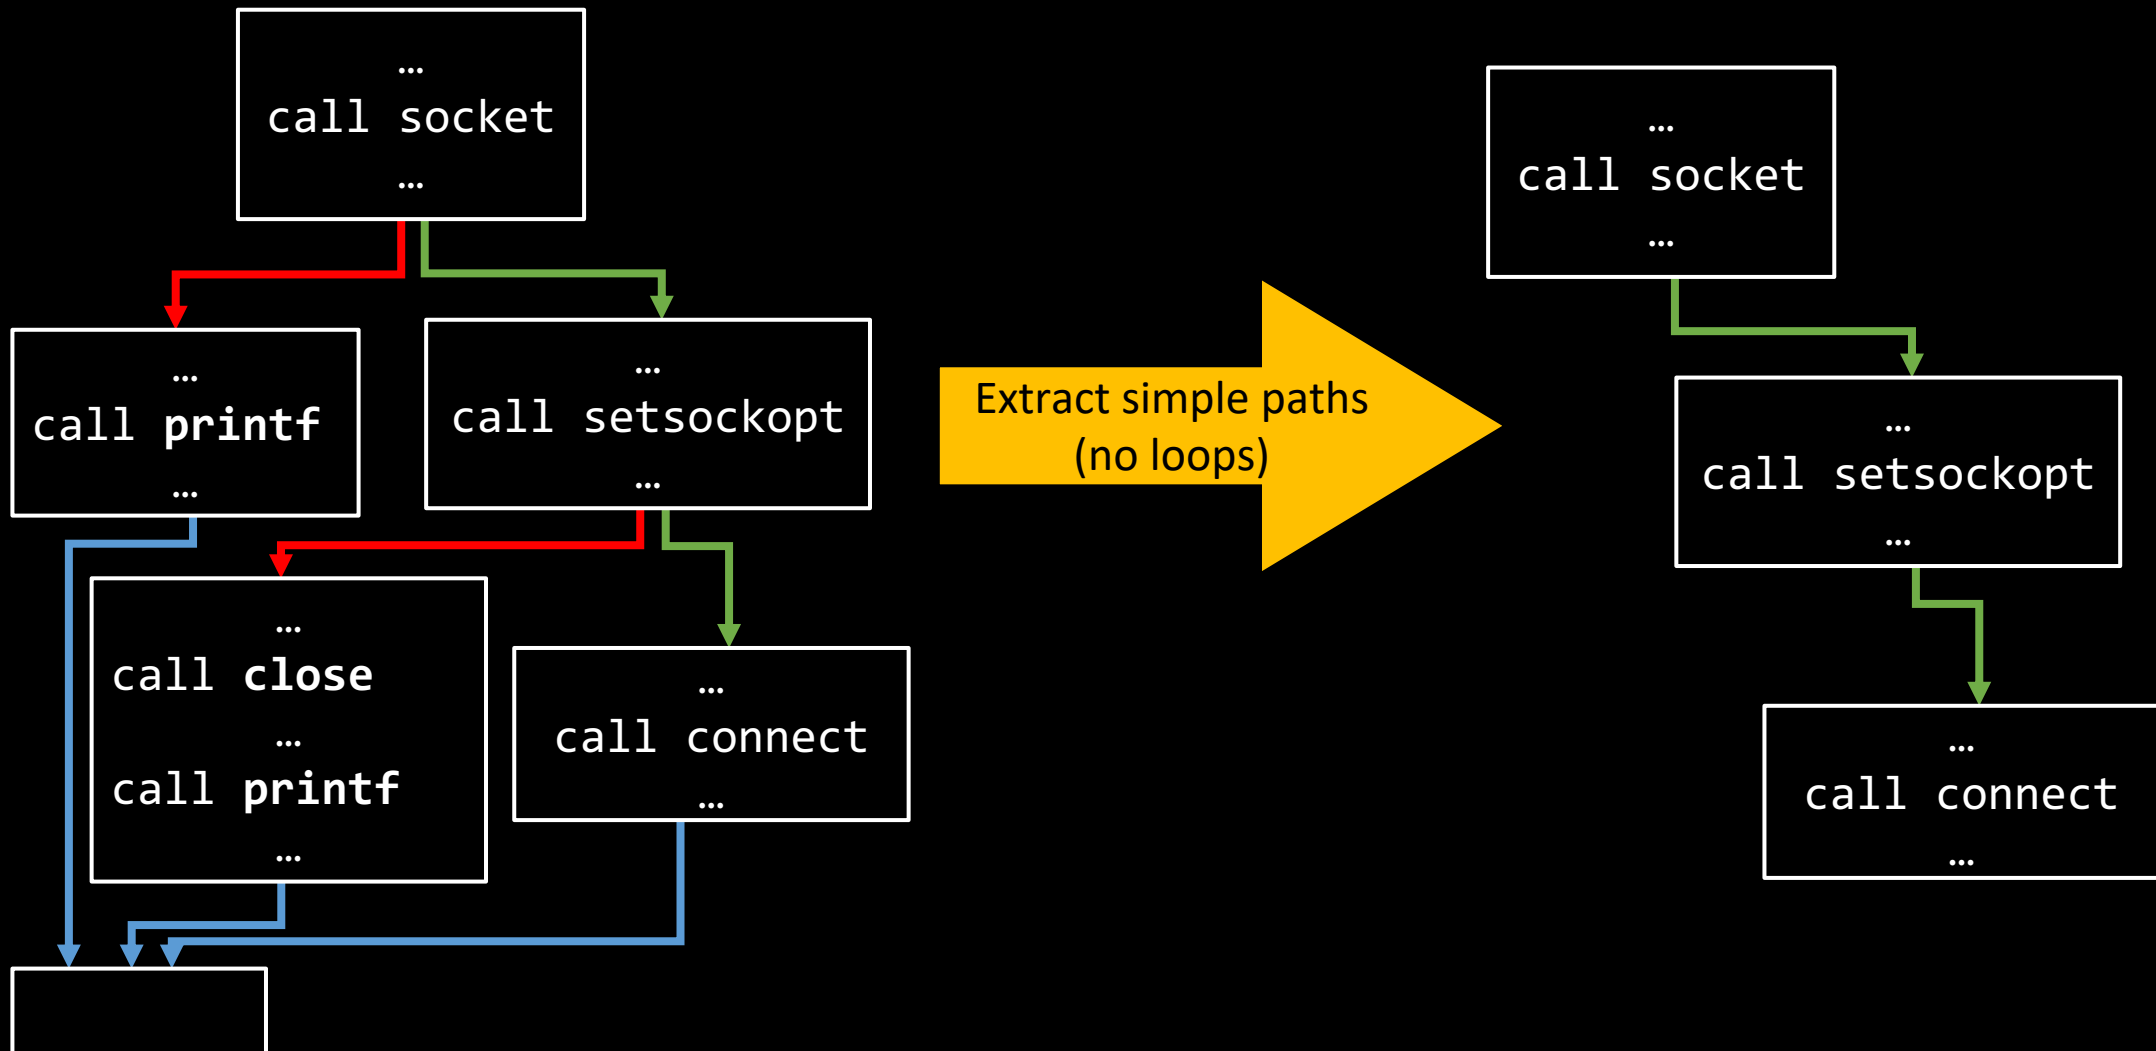 …
call socket
…
…
call printf
…
…
call setsockopt
…
…
call close
…
call printf
…
…
call connect
…
Extract simple paths
(no loops)
…
call socket
…
…
call setsockopt
…
…
call connect
…